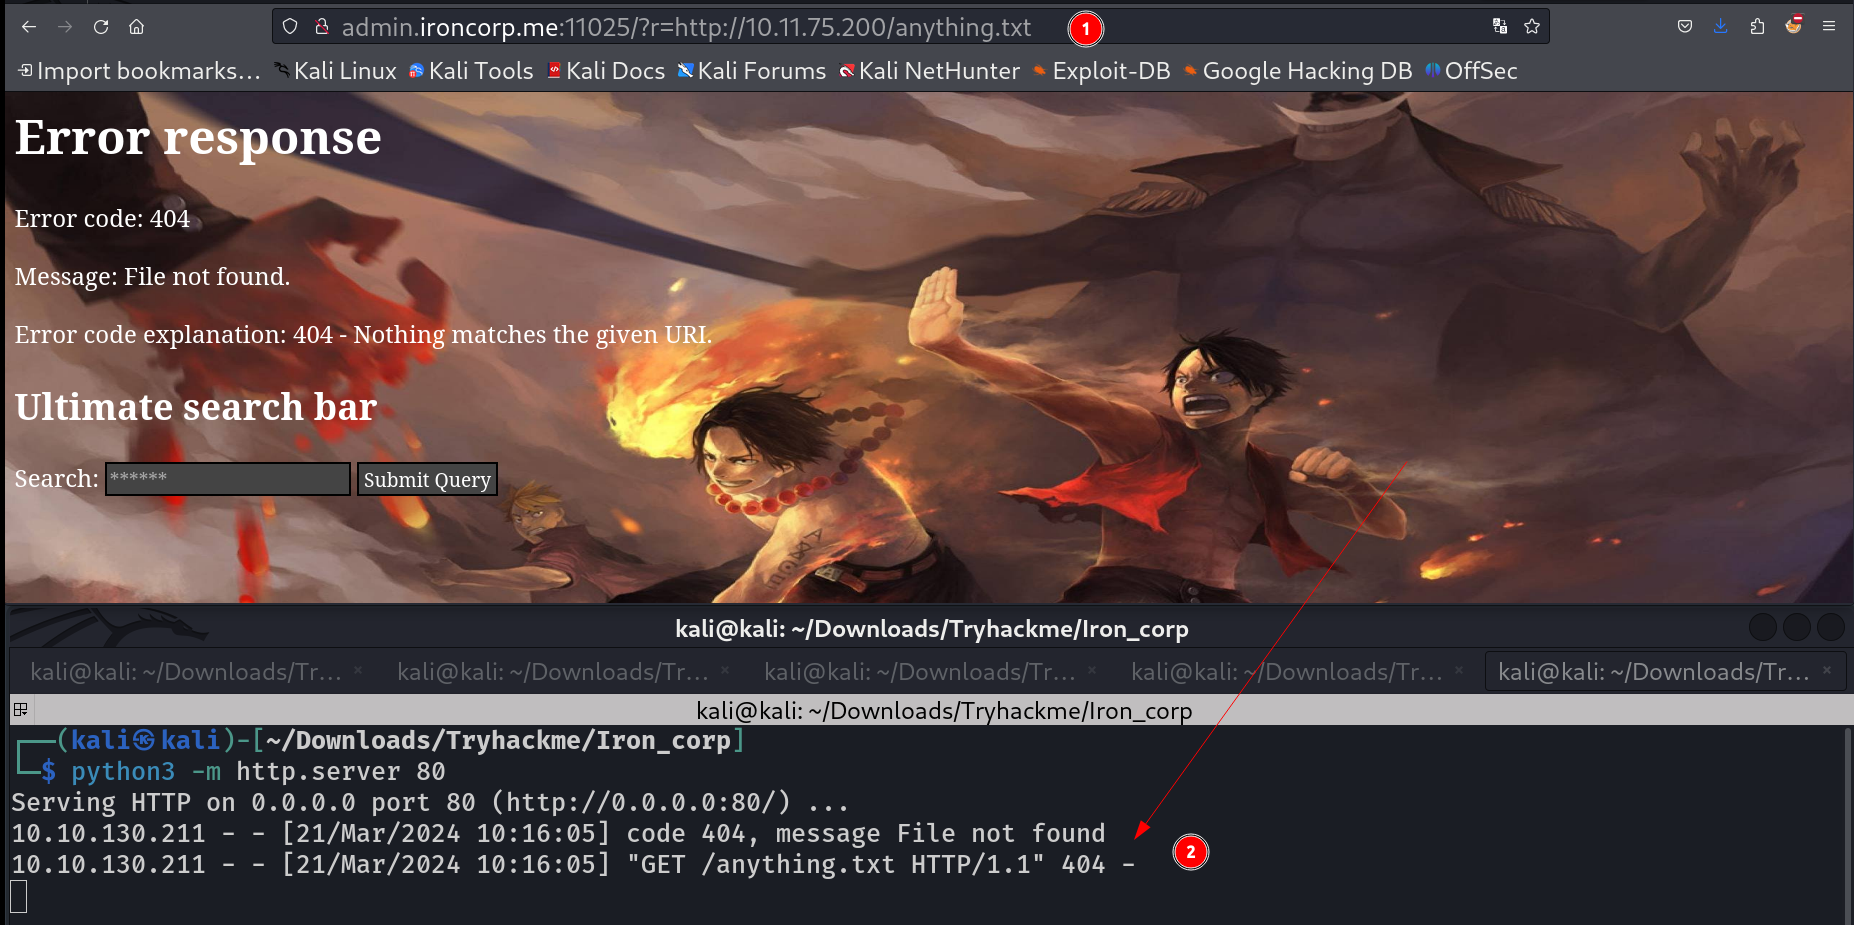 admin.ironcorp.me:11025/?r=http://10.11.75.200/anything.txt
1
Import bookmarks... Kali Linux Kali Tools Kali Docs Kali Forums Kali NetHunter Exploit-DB Google Hacking DB OffSec
Error response
Error code: 404
Message: File not found.
Error code explanation: 404 - Nothing matches the given URI.
Ultimate search bar
Search: ****** Submit Query
kali@kali: ~/Downloads/Tryhackme/Iron_corp
kali@kali: ~/Downloads/Tr... × kali@kali: ~/Downloads/Tr... × kali@kali: ~/Downloads/Tr... × kali@kali: ~/Downloads/Tr... × kali@kali: ~/Downloads/Tr... ×
kali@kali: ~/Downloads/Tryhackme/Iron_corp
┌──(kali㉿kali)-[~/Downloads/Tryhackme/Iron_corp]
└─$ python3 -m http.server 80
Serving HTTP on 0.0.0.0 port 80 (http://0.0.0.0:80/) ...
10.10.130.211 - - [21/Mar/2024 10:16:05] code 404, message File not found
10.10.130.211 - - [21/Mar/2024 10:16:05] "GET /anything.txt HTTP/1.1" 404 -
2